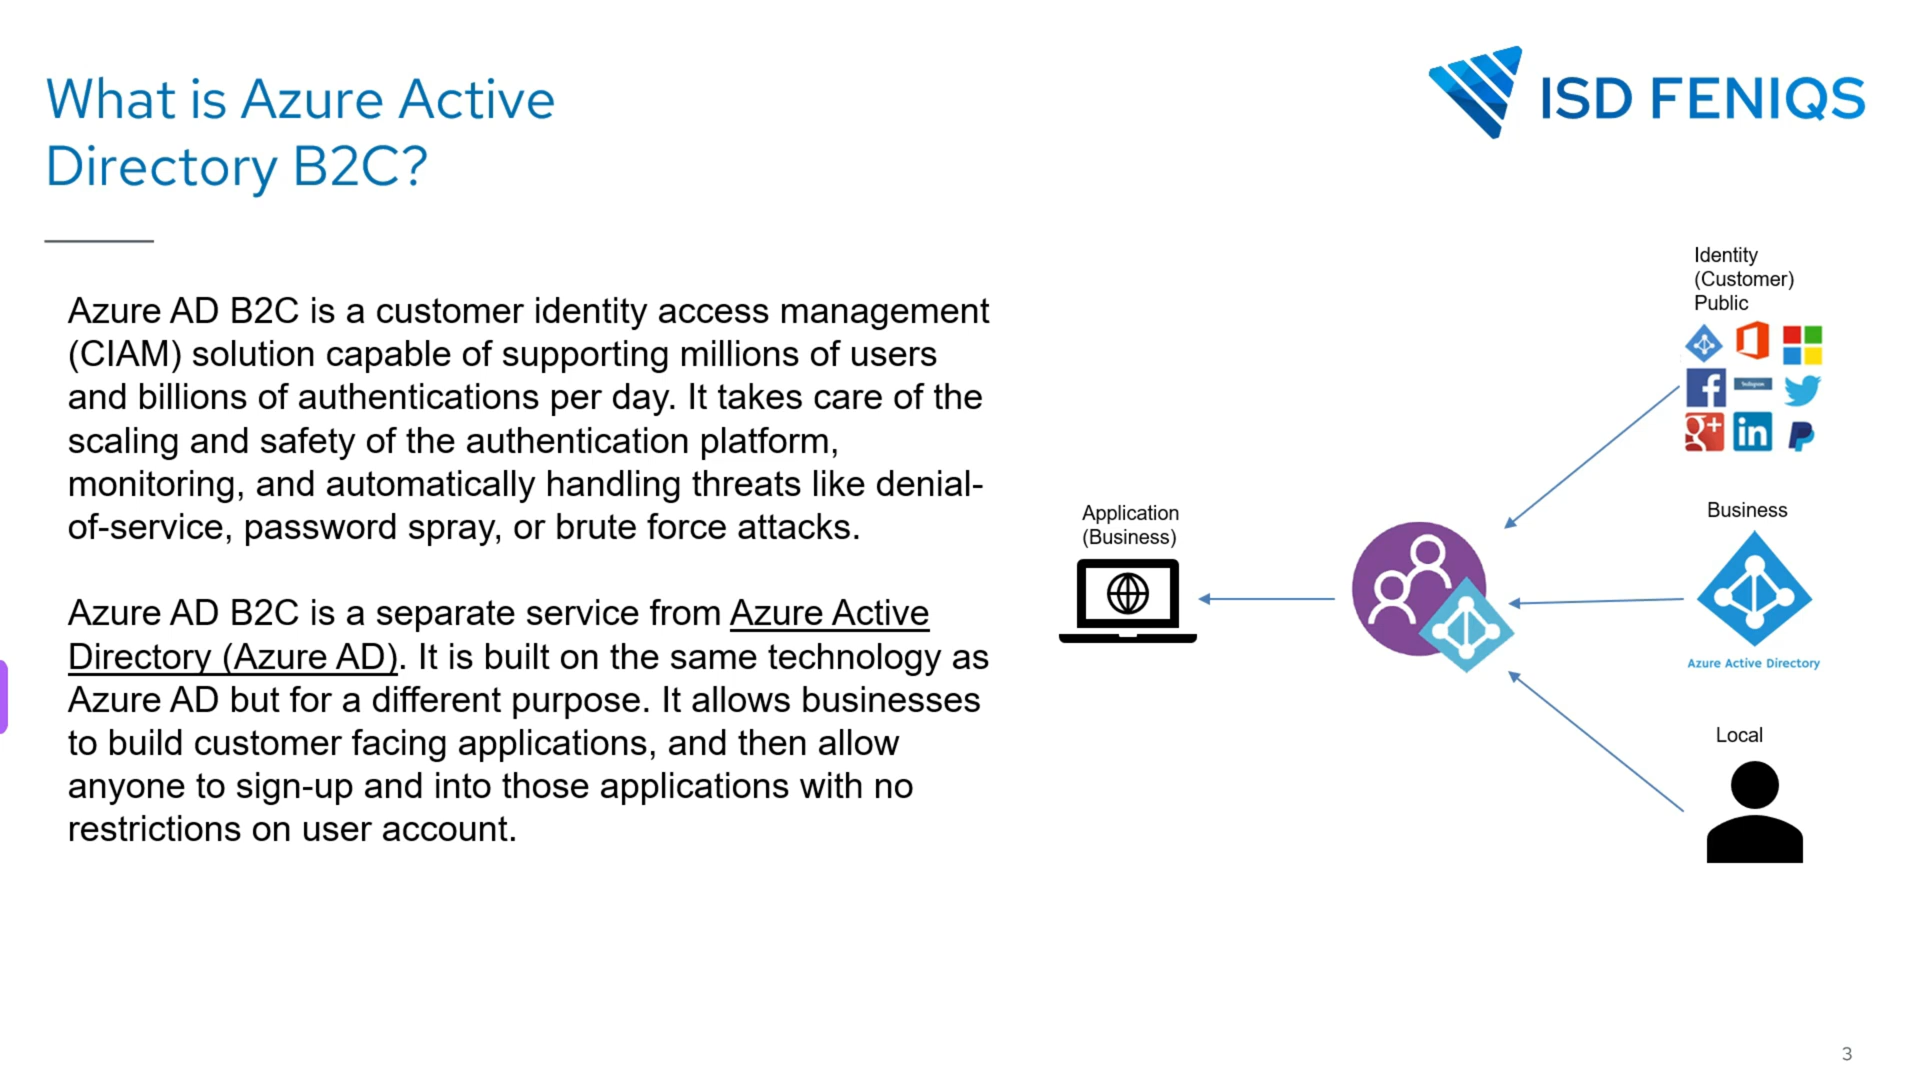 What is Azure Active
Directory B2C?
ISD FENIQS
Azure AD B2C is a customer identity access management
(CIAM) solution capable of supporting millions of users
and billions of authentications per day. It takes care of the
scaling and safety of the authentication platform,
monitoring, and automatically handling threats like denial-
of-service, password spray, or brute force attacks.
Azure AD B2C is a separate service from Azure Active
Directory (Azure AD). It is built on the same technology as
Azure AD but for a different purpose. It allows businesses
to build customer facing applications, and then allow
anyone to sign-up and into those applications with no
restrictions on user account.
Application
(Business)
Identity
(Customer)
Public
f
g+
in
Business
Azure Active Directory
Local
3